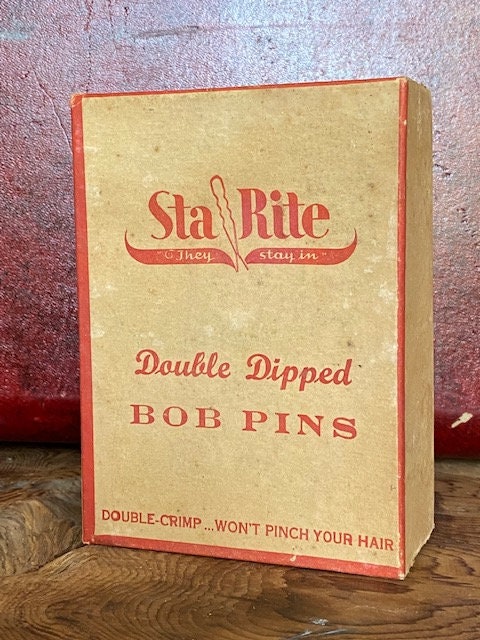 Sta Rite
"They stay in"
Double Dipped
BOB PINS
DOUBLE-CRIMP...WON'T PINCH YOUR HAIR